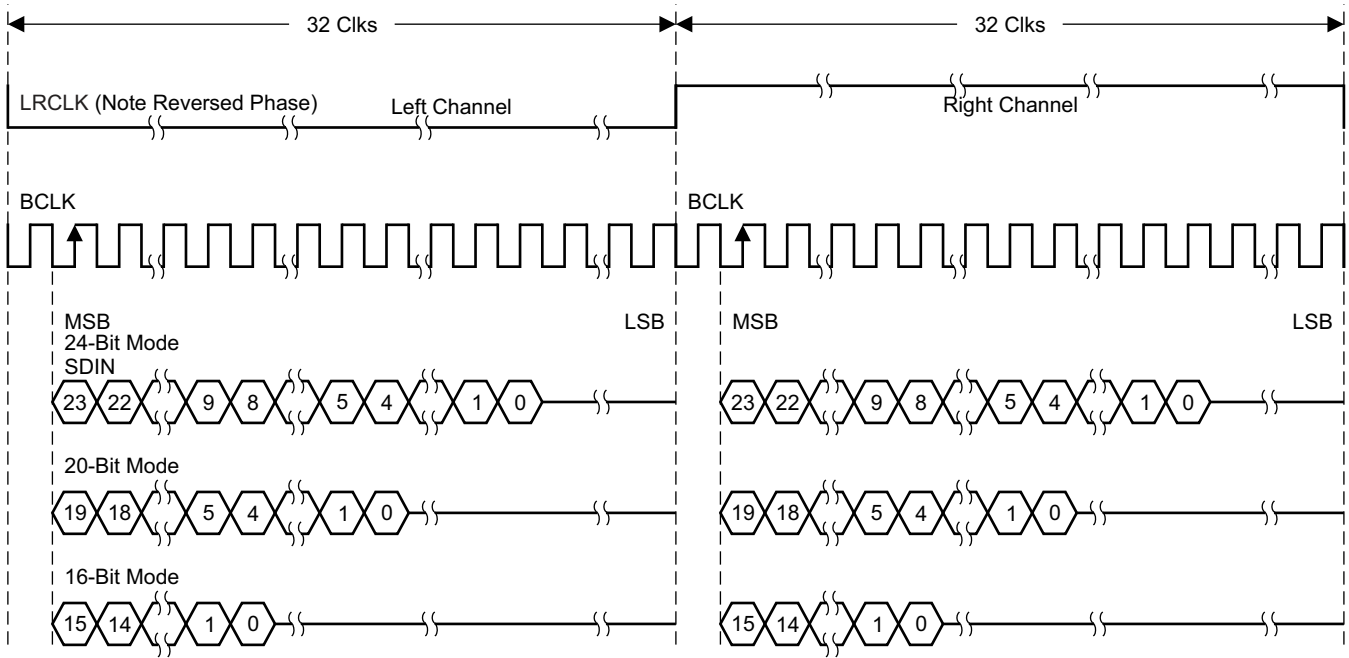 32 Clks 32 Clks
LRCLK (Note Reversed Phase) Left Channel Right Channel
BCLK BCLK
MSB LSB MSB LSB
24-Bit Mode
SDIN
23 22 9 8 5 4 1 0 23 22 9 8 5 4 1 0
20-Bit Mode
19 18 5 4 1 0 19 18 5 4 1 0
16-Bit Mode
15 14 1 0 15 14 1 0